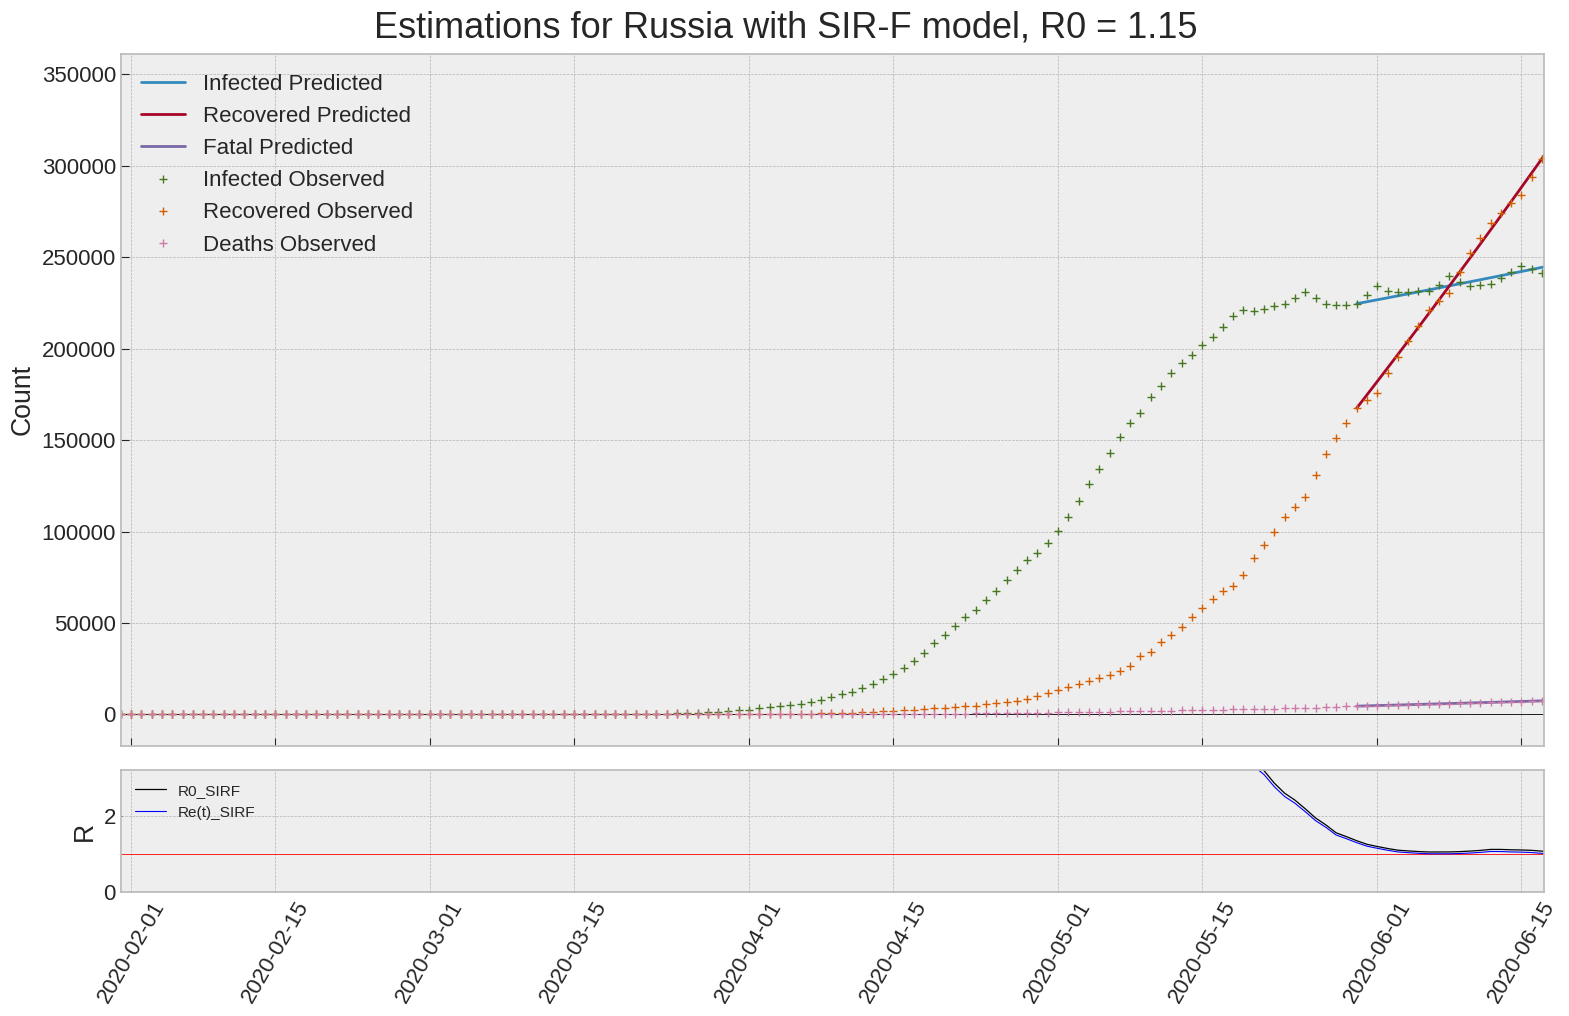 Estimations for Russia with SIR-F model, R0 = 1.15
350000
300000
250000
200000
150000
100000
50000
0
Count
Infected Predicted
Recovered Predicted
Fatal Predicted
Infected Observed
Recovered Observed
Deaths Observed
R
2
0
R0_SIRF
Re(t)_SIRF
2020-02-01
2020-02-15
2020-03-01
2020-03-15
2020-04-01
2020-04-15
2020-05-01
2020-05-15
2020-06-01
2020-06-15